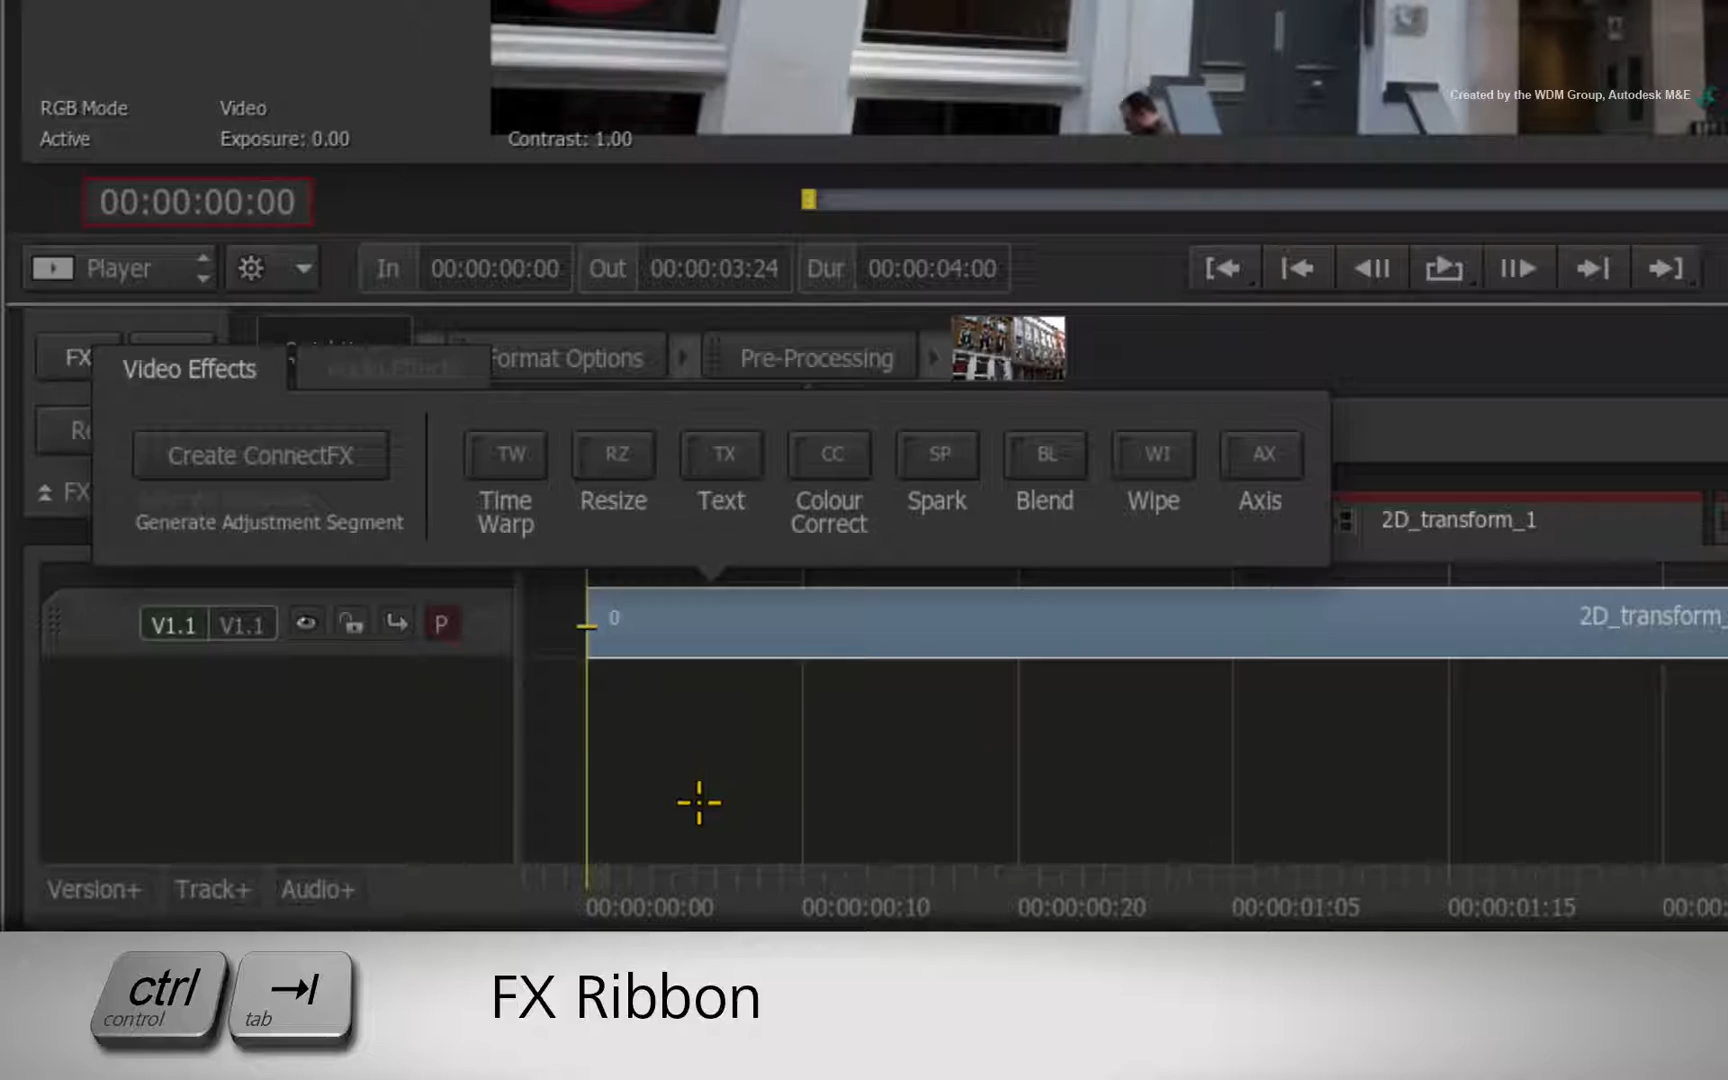 Created by the WDM Group, Autodesk M&E
RGB Mode
Video
Active
Exposure: 0.00
Contrast: 1.00
00:00:00:00
Player
In
00:00:00:00
Out
00:00:03:24
Dur
00:00:04:00
FX
Video Effects
Format Options
Pre-Processing
Create ConnectFX
TW
RZ
TX
CC
SP
BL
WI
AX
Generate Adjustment Segment
Time
Warp
Resize
Text
Colour
Correct
Spark
Blend
Wipe
Axis
FX
2D_transform_1
V1.1
V1.1
P
0
2D_transform_
Version+
Track+
Audio+
00:00:00:00
00:00:00:10
00:00:00:20
00:00:01:05
00:00:01:15
00:00:
ctrl
control
tab
FX Ribbon